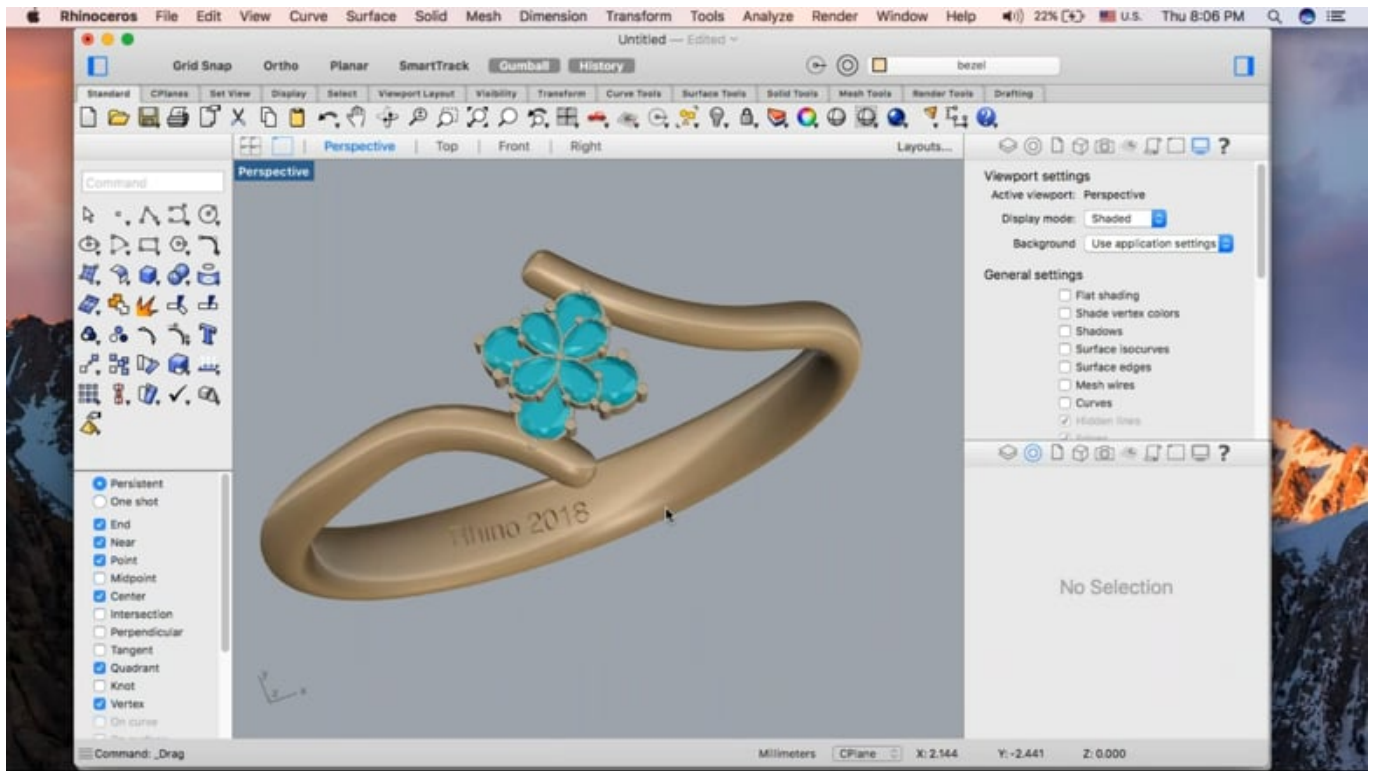 Rhinoceros File Edit View Curve Surface Solid Mesh Dimension Transform Tools Analyze Render Window Help 22% U.S. Thu 8:06 PM
Untitled — Edited
Grid Snap Ortho Planar SmartTrack Gumball History bezel
Standard CPlanes Set View Display Select Viewport Layout Visibility Transform Curve Tools Surface Tools Solid Tools Mesh Tools Render Tools Drafting
Perspective | Top | Front | Right Layouts...
Perspective
Command
Viewport settings
Active viewport: Perspective
Display mode: Shaded
Background Use application settings
General settings
Flat shading
Shade vertex colors
Shadows
Surface isocurves
Surface edges
Mesh wires
Curves
Hidden lines
Rhino 2018
Persistent
One shot
End
Near
Point
Midpoint
Center
Intersection
Perpendicular
Tangent
Quadrant
Knot
Vertex
On curve
No Selection
Command: _Drag Millimeters CPlane X: 2.144 Y: -2.441 Z: 0.000